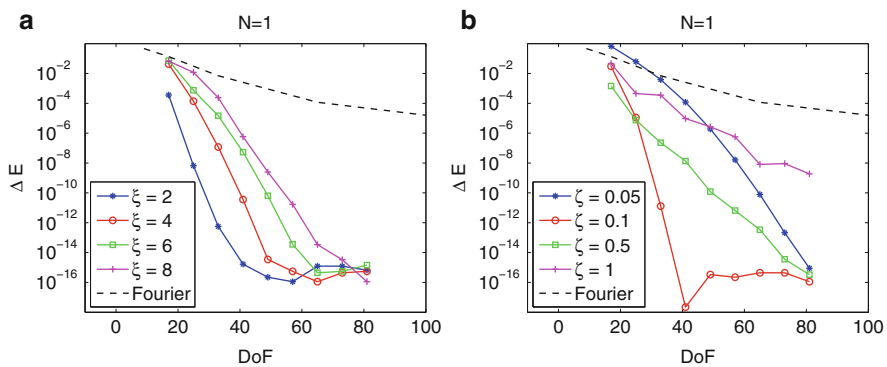 a
N=1
Δ E
10^-2
10^-4
10^-6
10^-8
10^-10
10^-12
10^-14
10^-16
ξ = 2
ξ = 4
ξ = 6
ξ = 8
Fourier
0 20 40 60 80 100
DoF
b
N=1
Δ E
10^-2
10^-4
10^-6
10^-8
10^-10
10^-12
10^-14
10^-16
ζ = 0.05
ζ = 0.1
ζ = 0.5
ζ = 1
Fourier
0 20 40 60 80 100
DoF